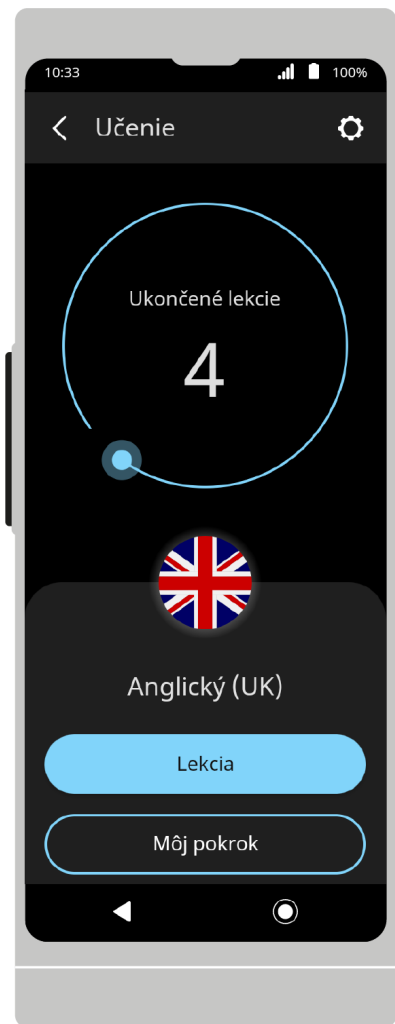 10:33
100%
Učenie
Ukončené lekcie
4
Anglický (UK)
Lekcia
Môj pokrok